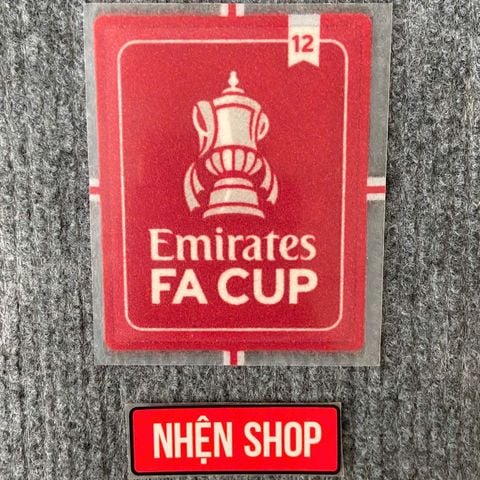 12
Emirates
FA CUP
NHỆN SHOP